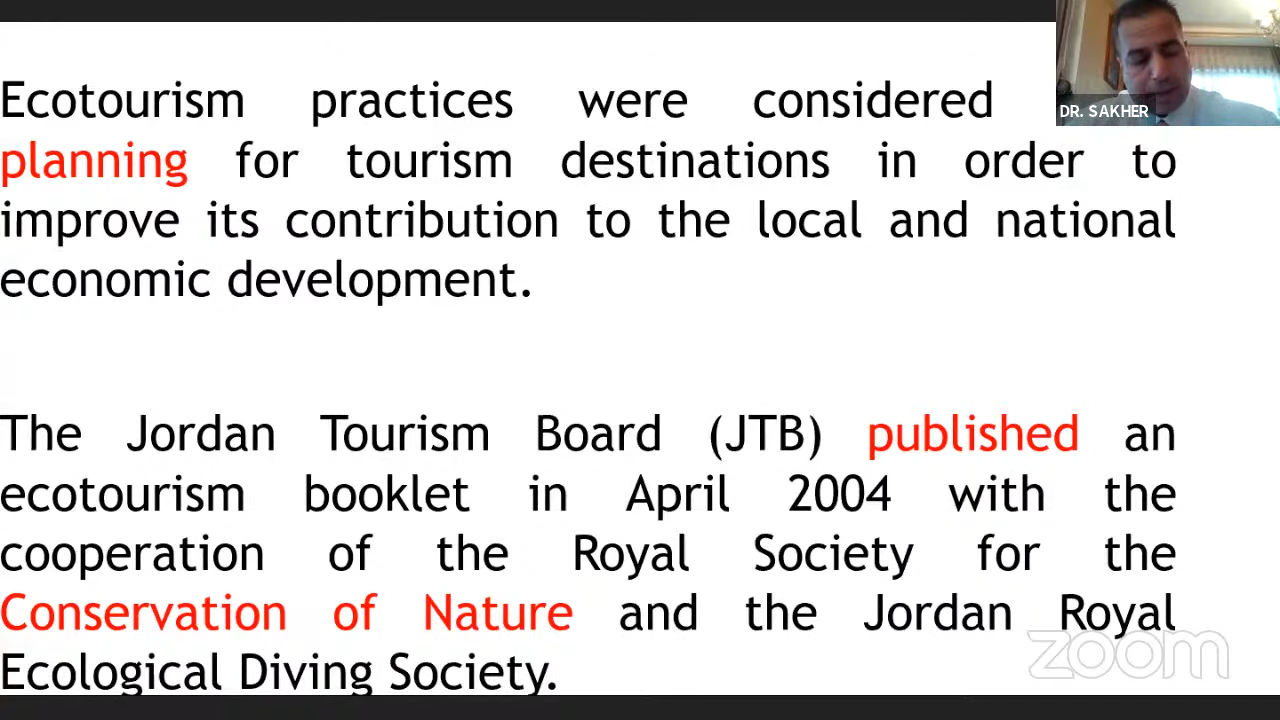 Ecotourism practices were considered
DR. SAKHER
planning for tourism destinations in order to
improve its contribution to the local and national
economic development.
The Jordan Tourism Board (JTB) published an
ecotourism booklet in April 2004 with the
cooperation of the Royal Society for the
Conservation of Nature and the Jordan Royal
Ecological Diving Society.
zoom